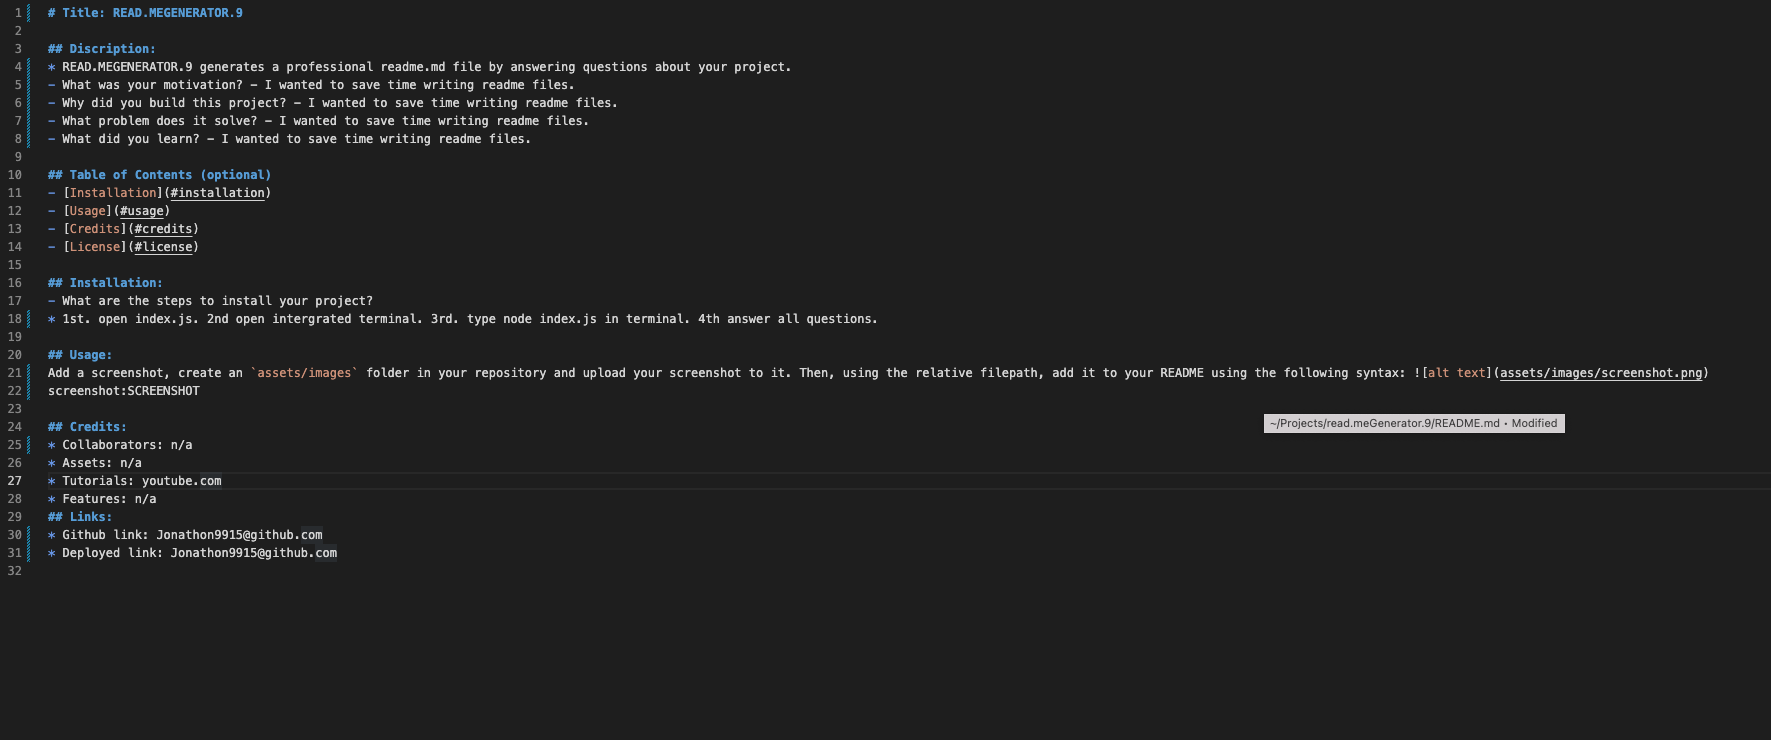 1 # Title: READ.MEGENERATOR.9
2
3 ## Discription:
4 * READ.MEGENERATOR.9 generates a professional readme.md file by answering questions about your project.
5 - What was your motivation? - I wanted to save time writing readme files.
6 - Why did you build this project? - I wanted to save time writing readme files.
7 - What problem does it solve? - I wanted to save time writing readme files.
8 - What did you learn? - I wanted to save time writing readme files.
9
10 ## Table of Contents (optional)
11 - [Installation](#installation)
12 - [Usage](#usage)
13 - [Credits](#credits)
14 - [License](#license)
15
16 ## Installation:
17 - What are the steps to install your project?
18 * 1st. open index.js. 2nd open intergrated terminal. 3rd. type node index.js in terminal. 4th answer all questions.
19
20 ## Usage:
21 Add a screenshot, create an `assets/images` folder in your repository and upload your screenshot to it. Then, using the relative filepath, add it to your README using the following syntax: ![alt text](assets/images/screenshot.png)
22 screenshot:SCREENSHOT
23
24 ## Credits:
~/Projects/read.meGenerator.9/README.md • Modified
25 * Collaborators: n/a
26 * Assets: n/a
27 * Tutorials: youtube.com
28 * Features: n/a
29 ## Links:
30 * Github link: Jonathon9915@github.com
31 * Deployed link: Jonathon9915@github.com
32